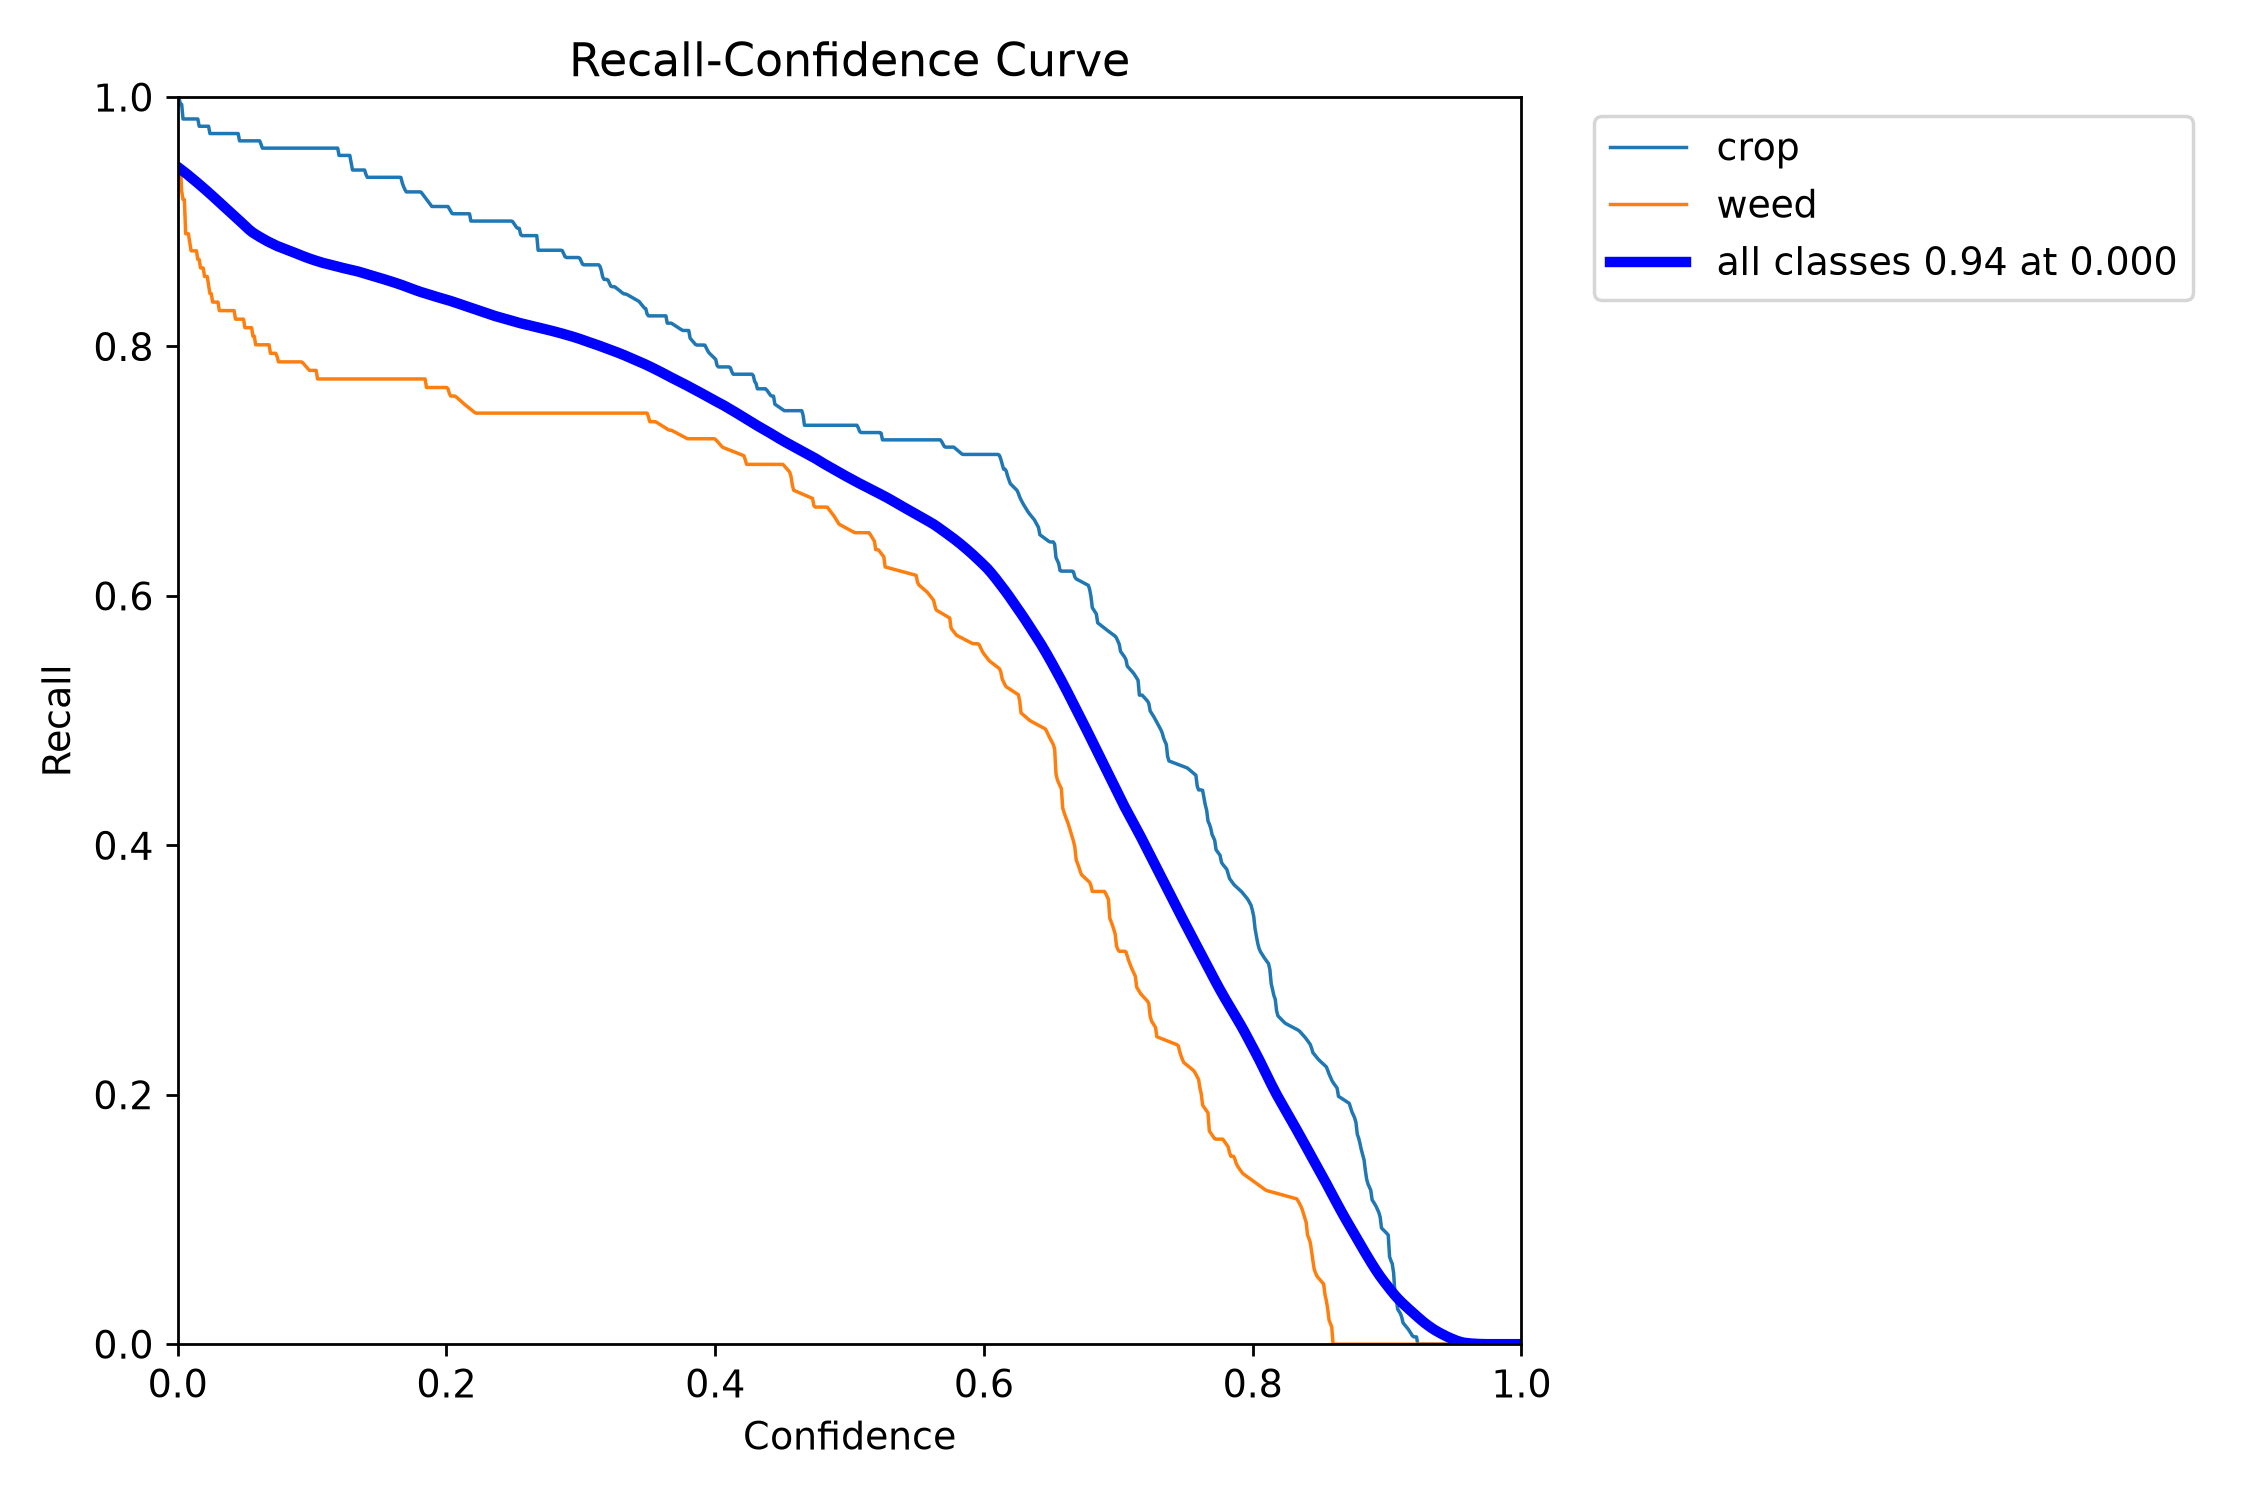 Recall-Confidence Curve
1.0
0.8
0.6
0.4
0.2
0.0
Recall
0.0 0.2 0.4 0.6 0.8 1.0
Confidence
crop
weed
all classes 0.94 at 0.000